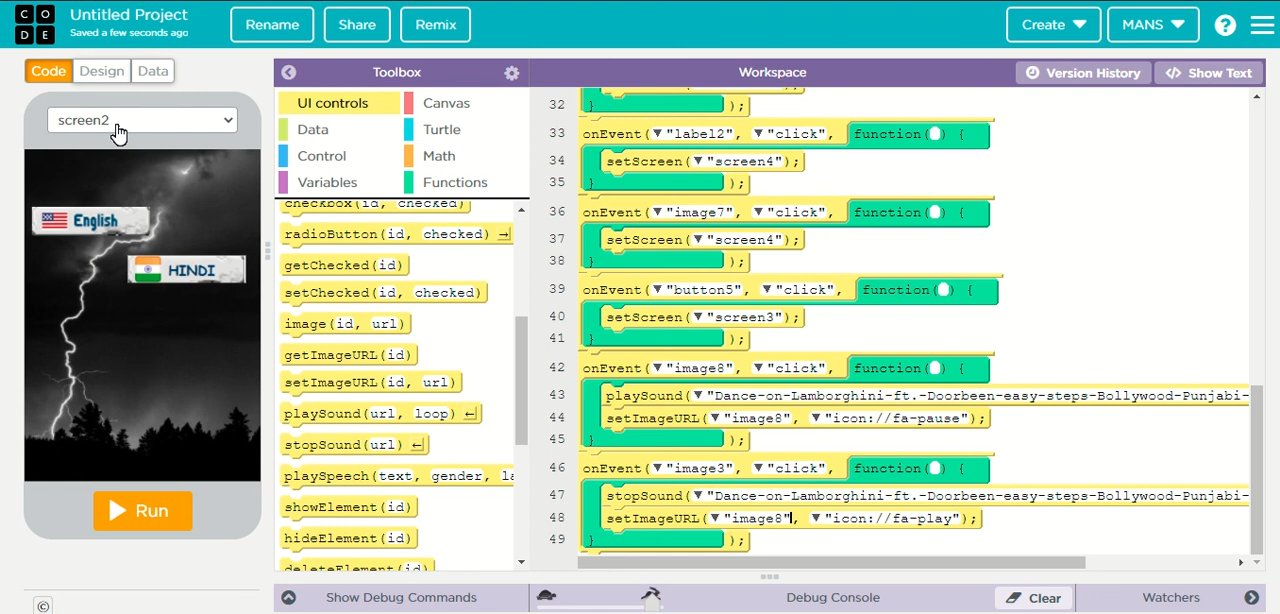 CODE
Untitled Project
Saved a few seconds ago
Rename
Share
Remix
Create
MANS
?
Code
Design
Data
Toolbox
Workspace
Version History
</> Show Text
screen2
English
HINDI
Run
©
UI controls
Canvas
Data
Turtle
Control
Math
Variables
Functions
checkbox(id, checked)
radioButton(id, checked)
getChecked(id)
setChecked(id, checked)
image(id, url)
getImageURL(id)
setImageURL(id, url)
playSound(url, loop)
stopSound(url)
playSpeech(text, gender, la
showElement(id)
hideElement(id)
deleteElement(id)
32 } );
33 onEvent(▼"label2", ▼"click", function() {
34 setScreen(▼"screen4");
35 } );
36 onEvent(▼"image7", ▼"click", function() {
37 setScreen(▼"screen4");
38 } );
39 onEvent(▼"button5", ▼"click", function() {
40 setScreen(▼"screen3");
41 } );
42 onEvent(▼"image8", ▼"click", function() {
43 playSound(▼"Dance-on-Lamborghini-ft.-Doorbeen-easy-steps-Bollywood-Punjabi-
44 setImageURL(▼"image8", ▼"icon://fa-pause");
45 } );
46 onEvent(▼"image3", ▼"click", function() {
47 stopSound(▼"Dance-on-Lamborghini-ft.-Doorbeen-easy-steps-Bollywood-Punjabi-
48 setImageURL(▼"image8", ▼"icon://fa-play");
49 } );
Show Debug Commands
Debug Console
Clear
Watchers